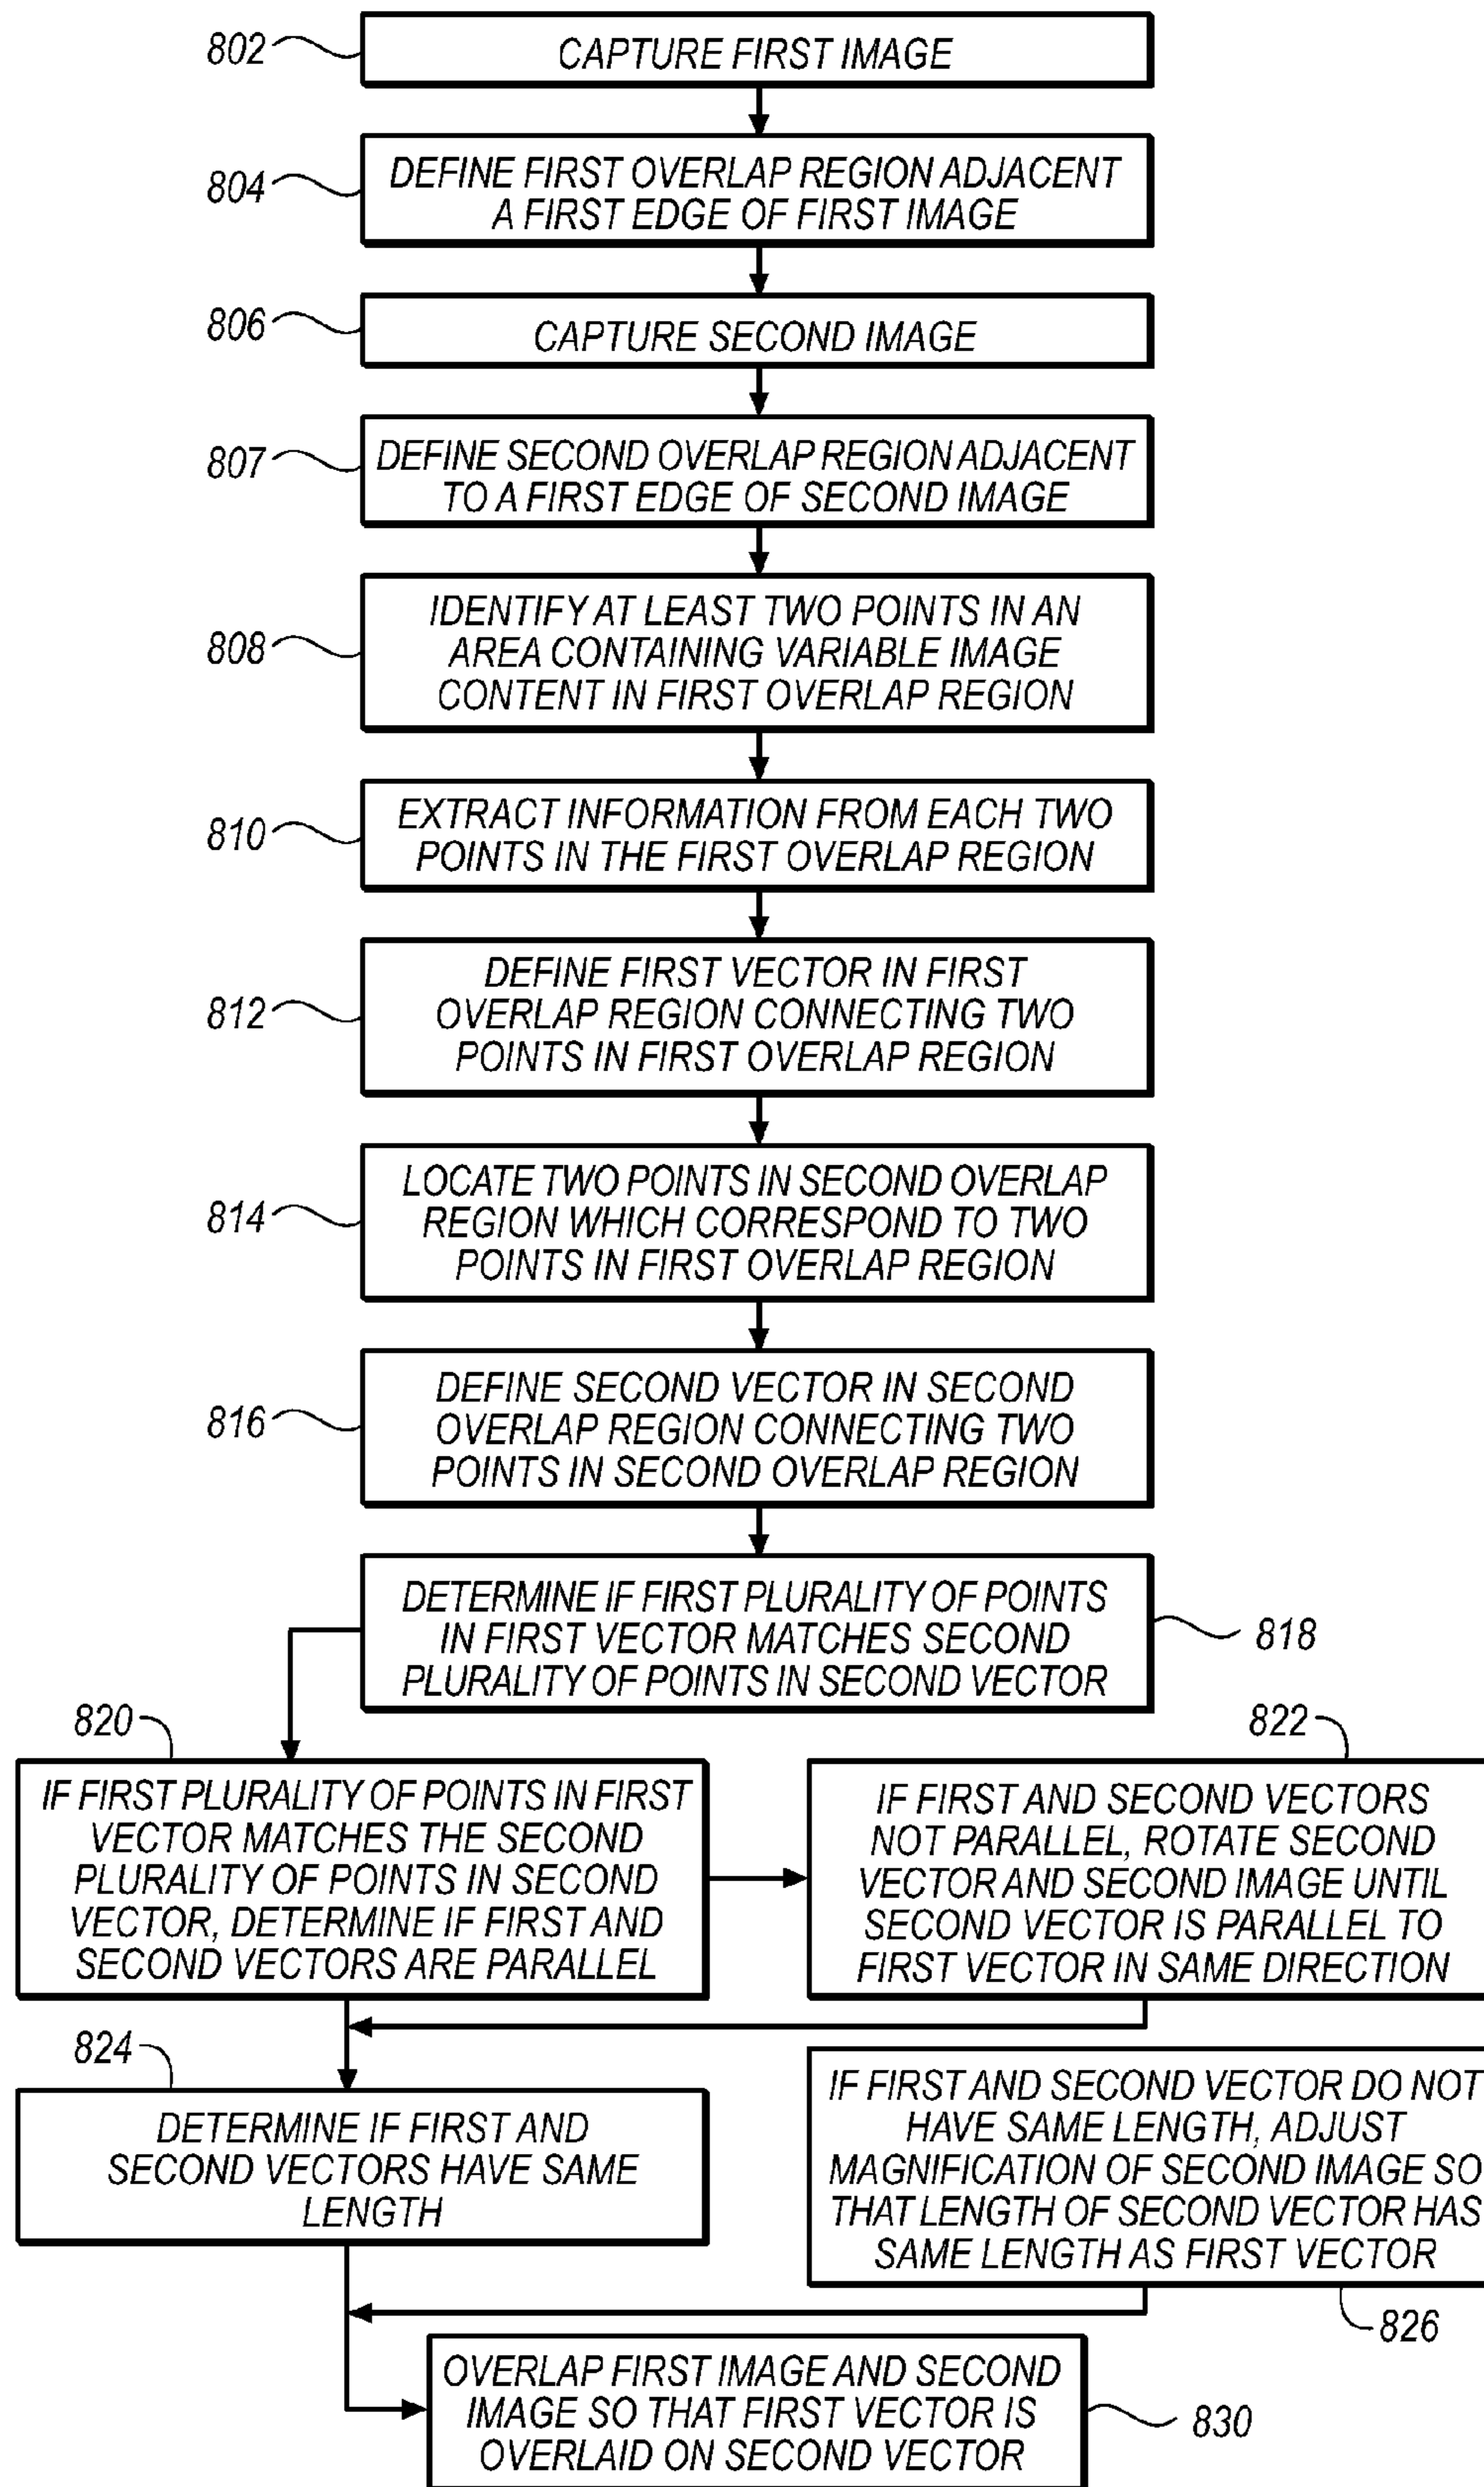 802
CAPTURE FIRST IMAGE
804
DEFINE FIRST OVERLAP REGION ADJACENT
A FIRST EDGE OF FIRST IMAGE
806
CAPTURE SECOND IMAGE
807
DEFINE SECOND OVERLAP REGION ADJACENT
TO A FIRST EDGE OF SECOND IMAGE
808
IDENTIFY AT LEAST TWO POINTS IN AN
AREA CONTAINING VARIABLE IMAGE
CONTENT IN FIRST OVERLAP REGION
810
EXTRACT INFORMATION FROM EACH TWO
POINTS IN THE FIRST OVERLAP REGION
812
DEFINE FIRST VECTOR IN FIRST
OVERLAP REGION CONNECTING TWO
POINTS IN FIRST OVERLAP REGION
814
LOCATE TWO POINTS IN SECOND OVERLAP
REGION WHICH CORRESPOND TO TWO
POINTS IN FIRST OVERLAP REGION
816
DEFINE SECOND VECTOR IN SECOND
OVERLAP REGION CONNECTING TWO
POINTS IN SECOND OVERLAP REGION
DETERMINE IF FIRST PLURALITY OF POINTS
IN FIRST VECTOR MATCHES SECOND
PLURALITY OF POINTS IN SECOND VECTOR
818
820
IF FIRST PLURALITY OF POINTS IN FIRST
VECTOR MATCHES THE SECOND
PLURALITY OF POINTS IN SECOND
VECTOR, DETERMINE IF FIRST AND
SECOND VECTORS ARE PARALLEL
822
IF FIRST AND SECOND VECTORS
NOT PARALLEL, ROTATE SECOND
VECTOR AND SECOND IMAGE UNTIL
SECOND VECTOR IS PARALLEL TO
FIRST VECTOR IN SAME DIRECTION
824
DETERMINE IF FIRST AND
SECOND VECTORS HAVE SAME
LENGTH
IF FIRST AND SECOND VECTOR DO NOT
HAVE SAME LENGTH, ADJUST
MAGNIFICATION OF SECOND IMAGE SO
THAT LENGTH OF SECOND VECTOR HAS
SAME LENGTH AS FIRST VECTOR
826
OVERLAP FIRST IMAGE AND SECOND
IMAGE SO THAT FIRST VECTOR IS
OVERLAID ON SECOND VECTOR
830